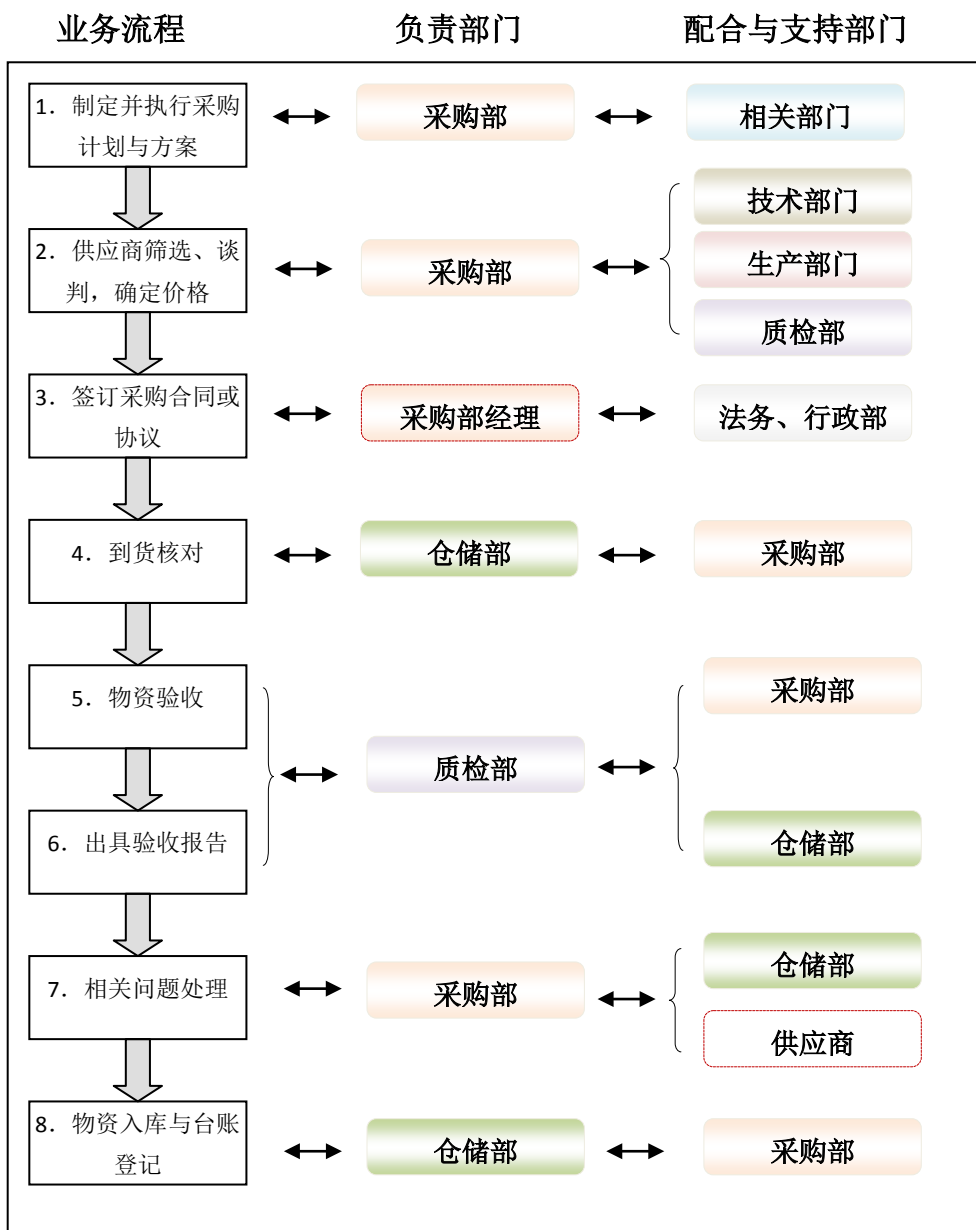 业务流程 负责部门 配合与支持部门
1. 制定并执行采购
计划与方案
采购部
相关部门
2. 供应商筛选、谈
判，确定价格
采购部
技术部门
生产部门
质检部
3. 签订采购合同或
协议
采购部经理
法务、行政部
4. 到货核对
仓储部
采购部
5. 物资验收
6. 出具验收报告
质检部
采购部
仓储部
7. 相关问题处理
采购部
仓储部
供应商
8. 物资入库与台账
登记
仓储部
采购部